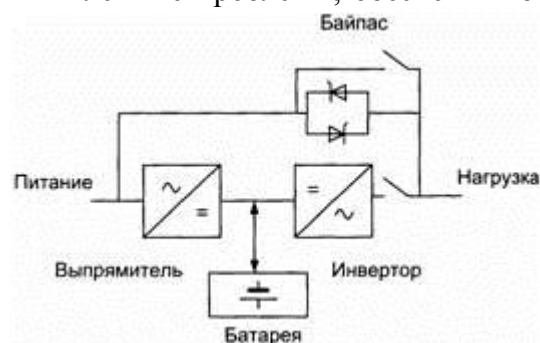 Байпас
Питание
Нагрузка
Выпрямитель
Инвертор
Батарея